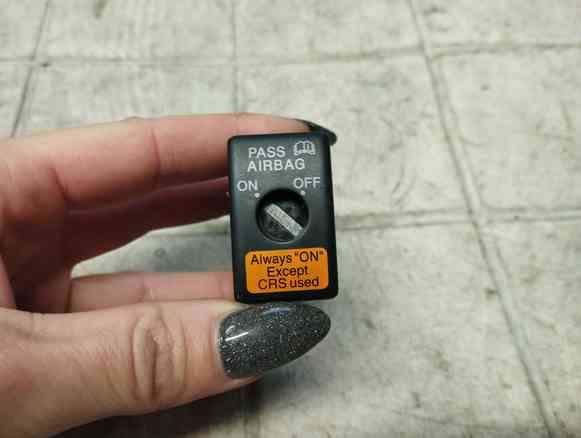 PASS
AIRBAG
ON OFF
Always "ON"
Except
CRS used